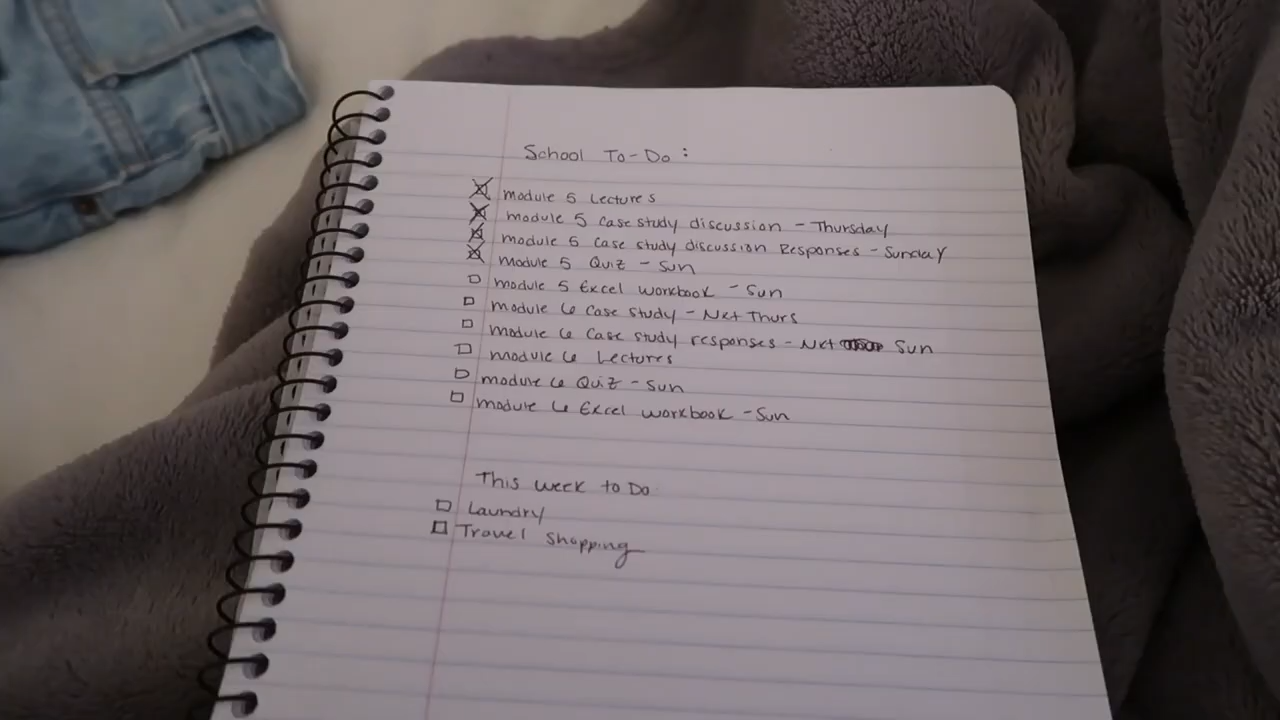 School To-Do:
☒ module 5 Lectures
☒ module 5 case study discussion - Thursday
☒ module 5 case study discussion Responses - Sunday
☒ module 5 Quiz - Sun
☐ module 5 Excel workbook - Sun
☐ module 6 case study - Nxt Thurs
☐ module 6 case study responses - Nxt Sun
☐ module 6 Lectures
☐ module 6 Quiz - Sun
☐ module 6 Excel workbook - Sun
This week to Do
☐ Laundry
☐ Travel Shopping